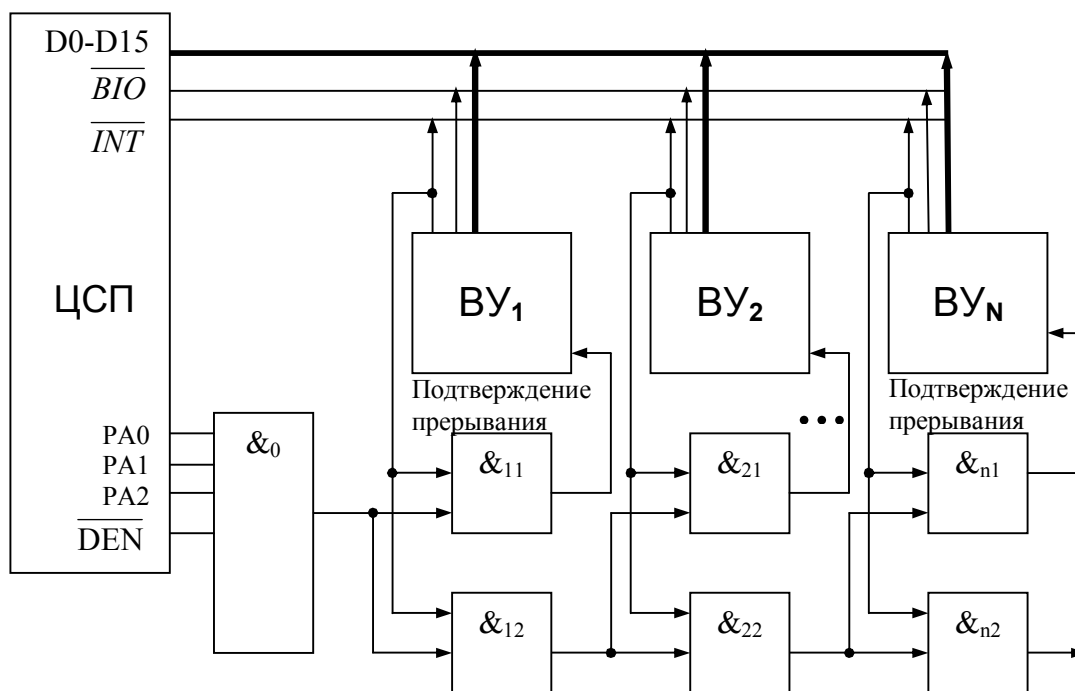 D0-D15
BIO
INT
ЦСП
ВУ1
ВУ2
ВУN
Подтверждение
прерывания
Подтверждение
прерывания
...
PA0
PA1
PA2
DEN
&0
&11
&21
&n1
&12
&22
&n2